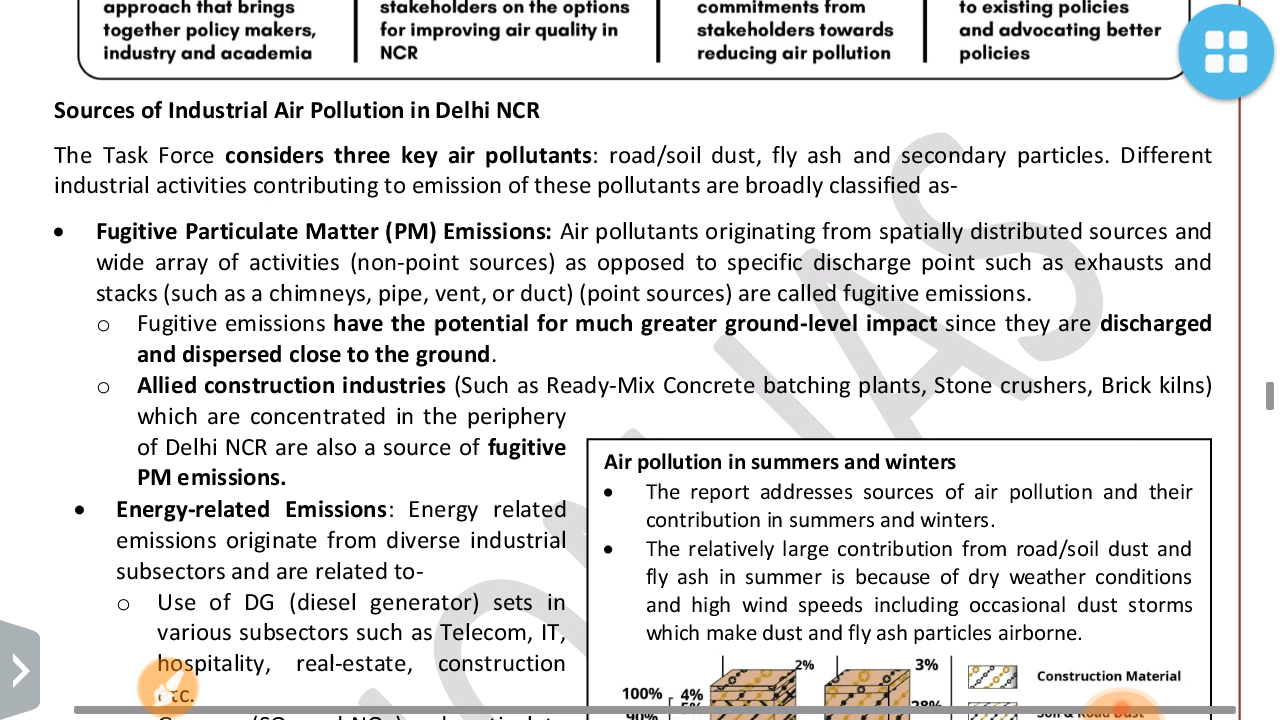 approach that brings
together policy makers,
industry and academia
stakeholders on the options
for improving air quality in
NCR
commitments from
stakeholders towards
reducing air pollution
to existing policies
and advocating better
policies
Sources of Industrial Air Pollution in Delhi NCR
The Task Force considers three key air pollutants: road/soil dust, fly ash and secondary particles. Different
industrial activities contributing to emission of these pollutants are broadly classified as-
• Fugitive Particulate Matter (PM) Emissions: Air pollutants originating from spatially distributed sources and
wide array of activities (non-point sources) as opposed to specific discharge point such as exhausts and
stacks (such as a chimneys, pipe, vent, or duct) (point sources) are called fugitive emissions.
o Fugitive emissions have the potential for much greater ground-level impact since they are discharged
and dispersed close to the ground.
o Allied construction industries (Such as Ready-Mix Concrete batching plants, Stone crushers, Brick kilns)
which are concentrated in the periphery
of Delhi NCR are also a source of fugitive
PM emissions.
• Energy-related Emissions: Energy related
emissions originate from diverse industrial
subsectors and are related to-
o Use of DG (diesel generator) sets in
various subsectors such as Telecom, IT,
hospitality, real-estate, construction
etc.
Air pollution in summers and winters
• The report addresses sources of air pollution and their
contribution in summers and winters.
• The relatively large contribution from road/soil dust and
fly ash in summer is because of dry weather conditions
and high wind speeds including occasional dust storms
which make dust and fly ash particles airborne.
2%
3%
Construction Material
100%
4%
28%
90%
Soil & Road Dust
IAS